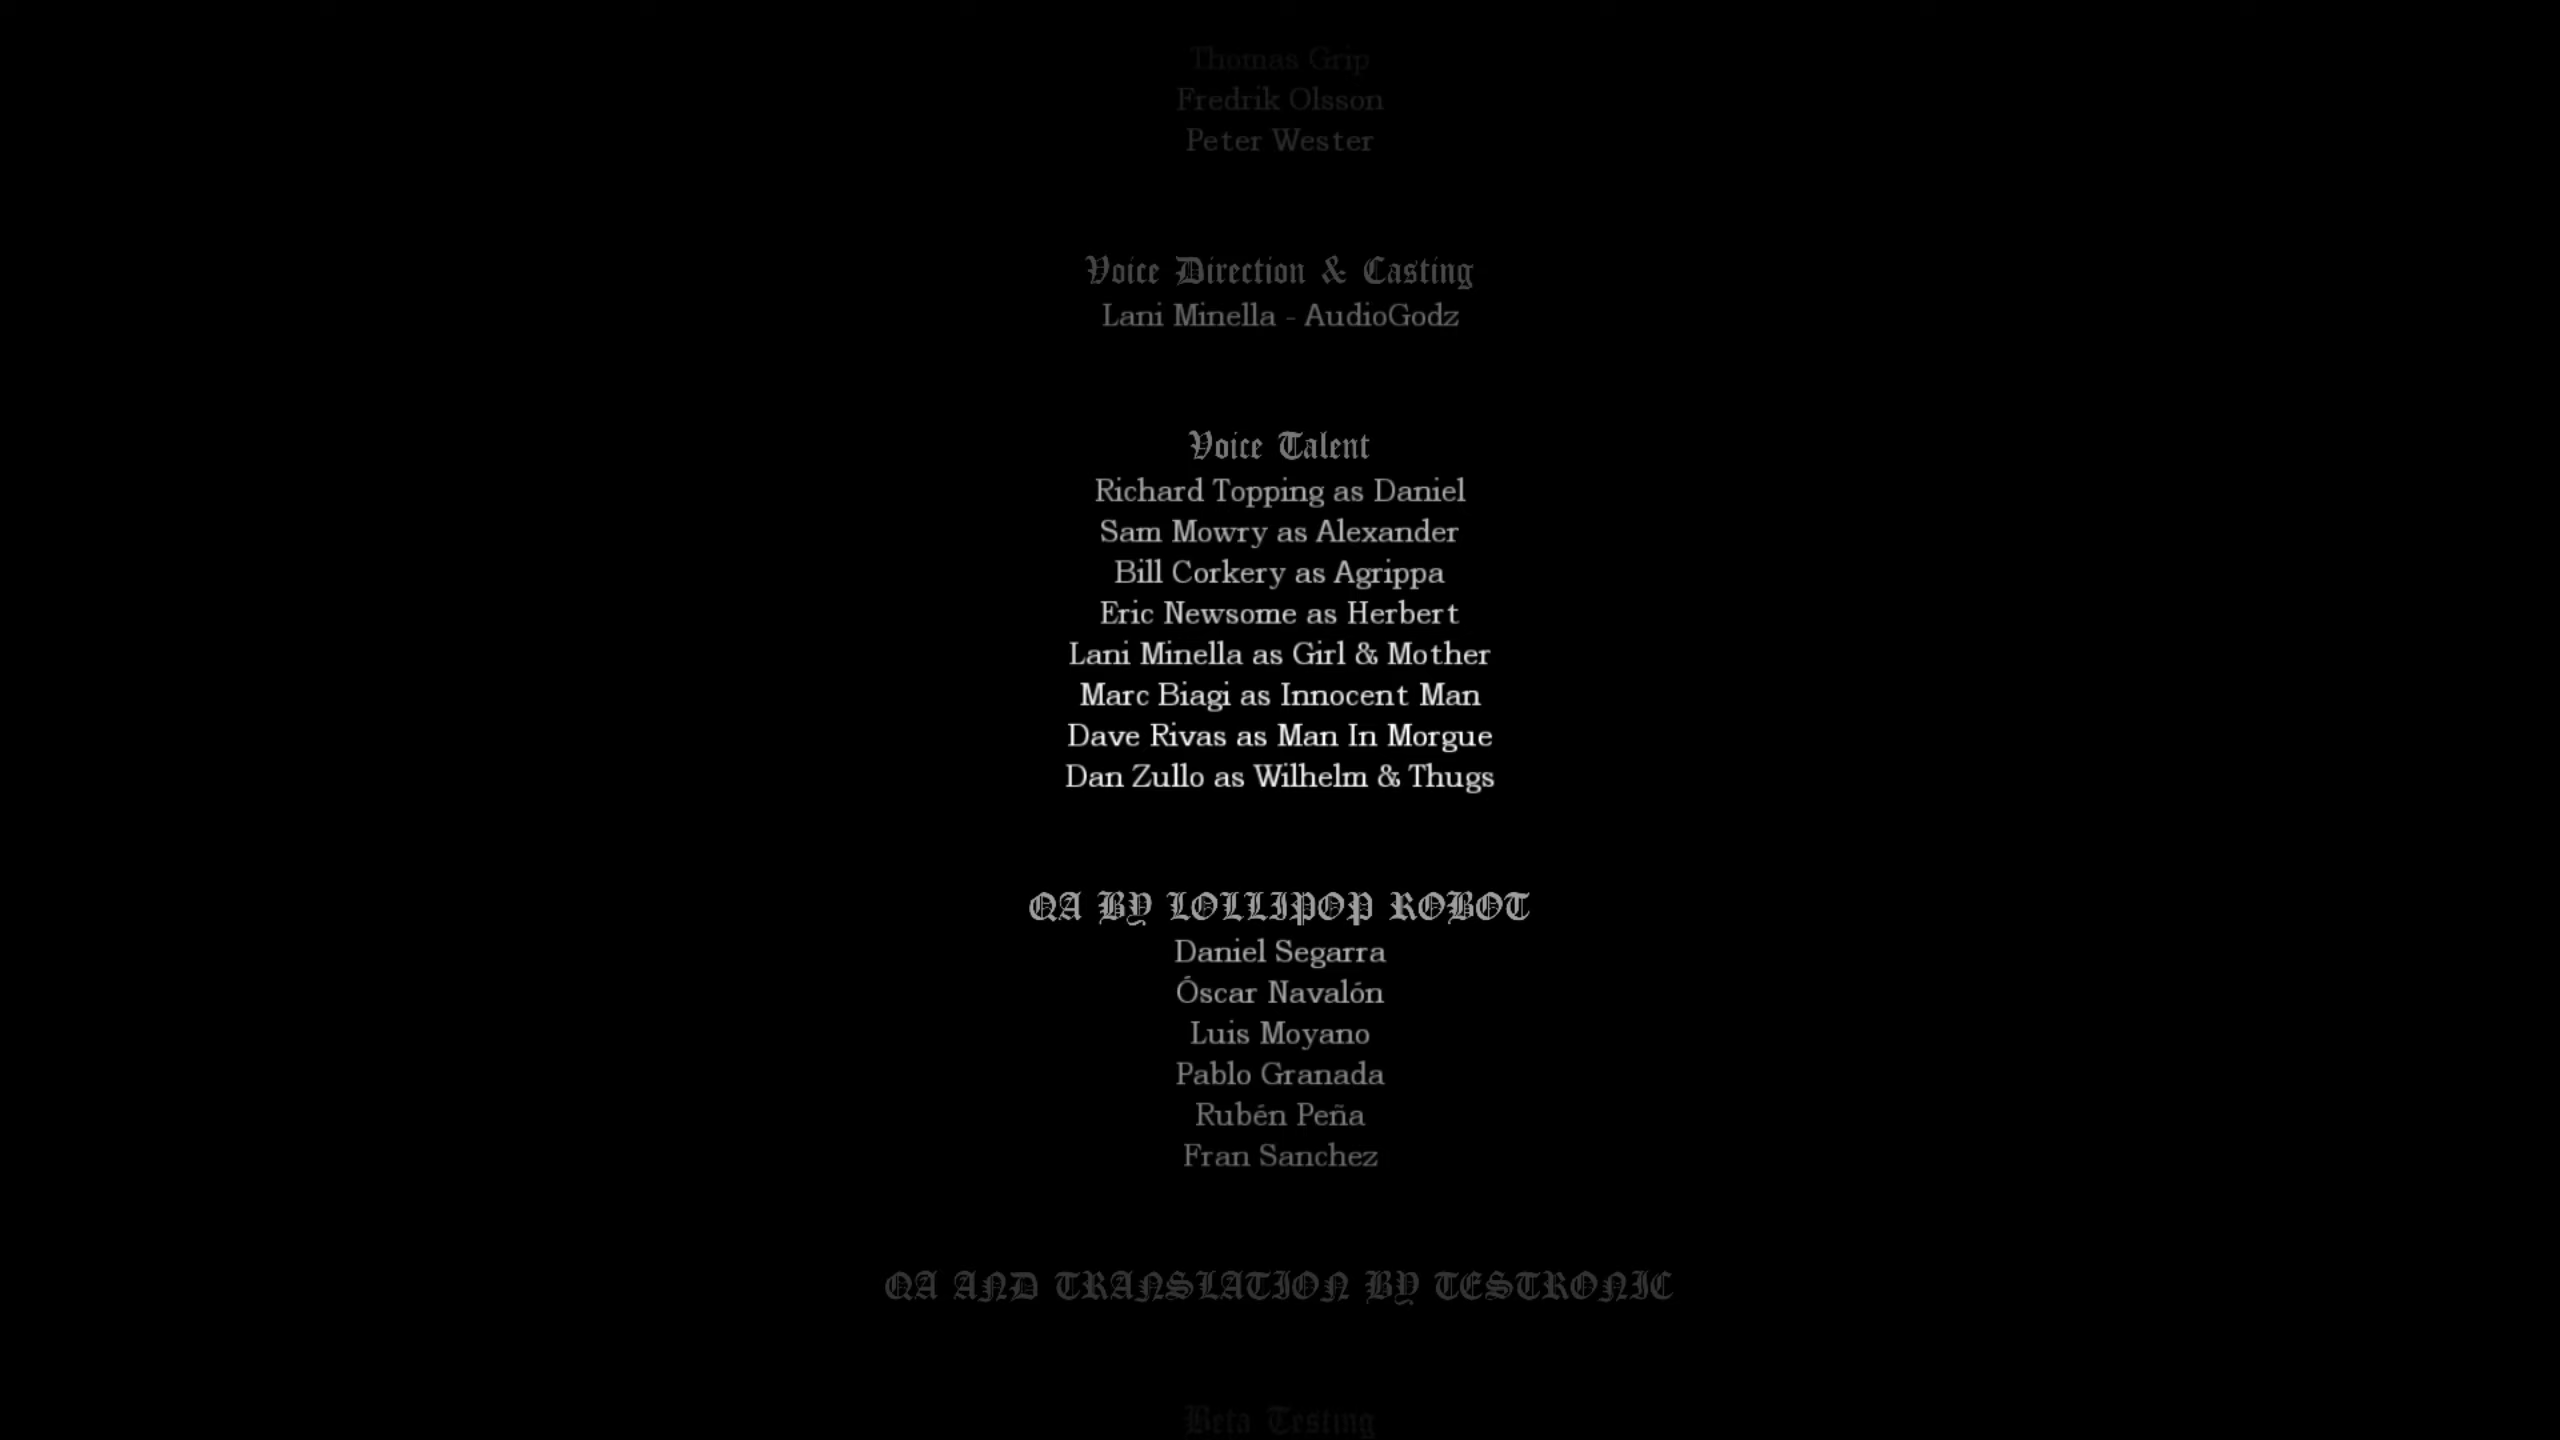 Thomas Grip
Fredrik Olsson
Peter Wester
Voice Direction & Casting
Lani Minella - AudioGodz
Voice Talent
Richard Topping as Daniel
Sam Mowry as Alexander
Bill Corkery as Agrippa
Eric Newsome as Herbert
Lani Minella as Girl & Mother
Marc Biagi as Innocent Man
Dave Rivas as Man In Morgue
Dan Zullo as Wilhelm & Thugs
QA BY LOLLIPOP ROBOT
Daniel Segarra
Óscar Navalón
Luis Moyano
Pablo Granada
Rubén Peña
Fran Sanchez
QA AND TRANSLATION BY TESTRONIC
Beta Testing